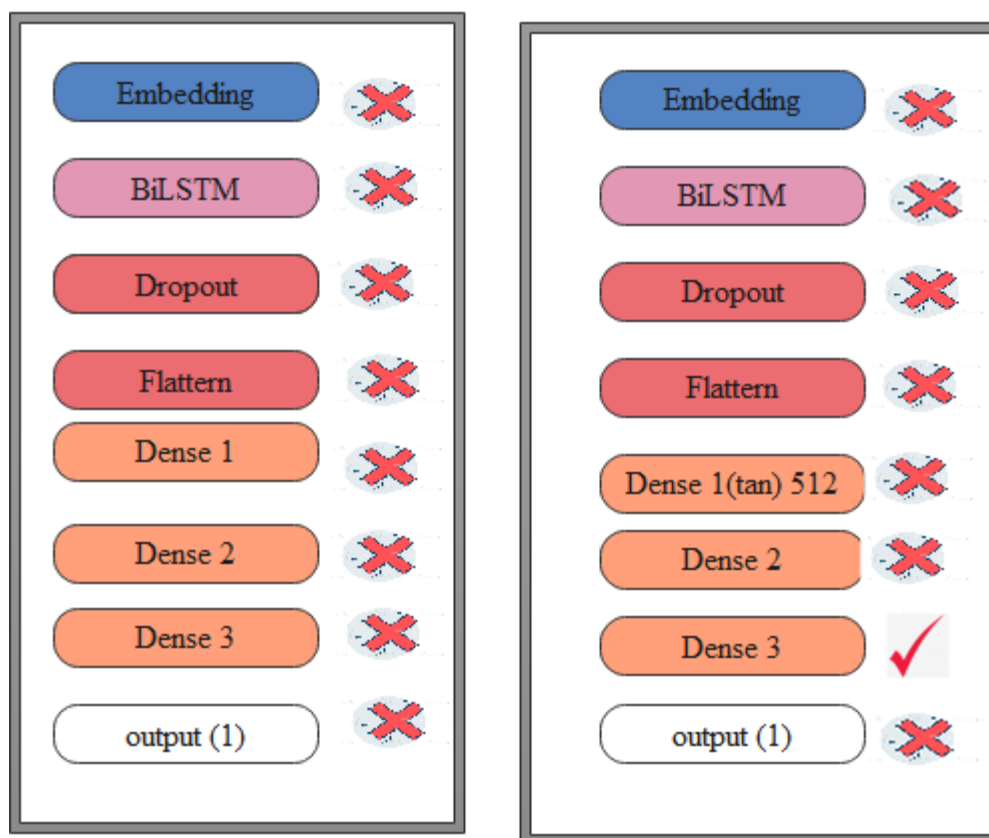 Embedding
BiLSTM
Dropout
Flattern
Dense 1
Dense 2
Dense 3
output (1)
Embedding
BiLSTM
Dropout
Flattern
Dense 1(tan) 512
Dense 2
Dense 3
output (1)